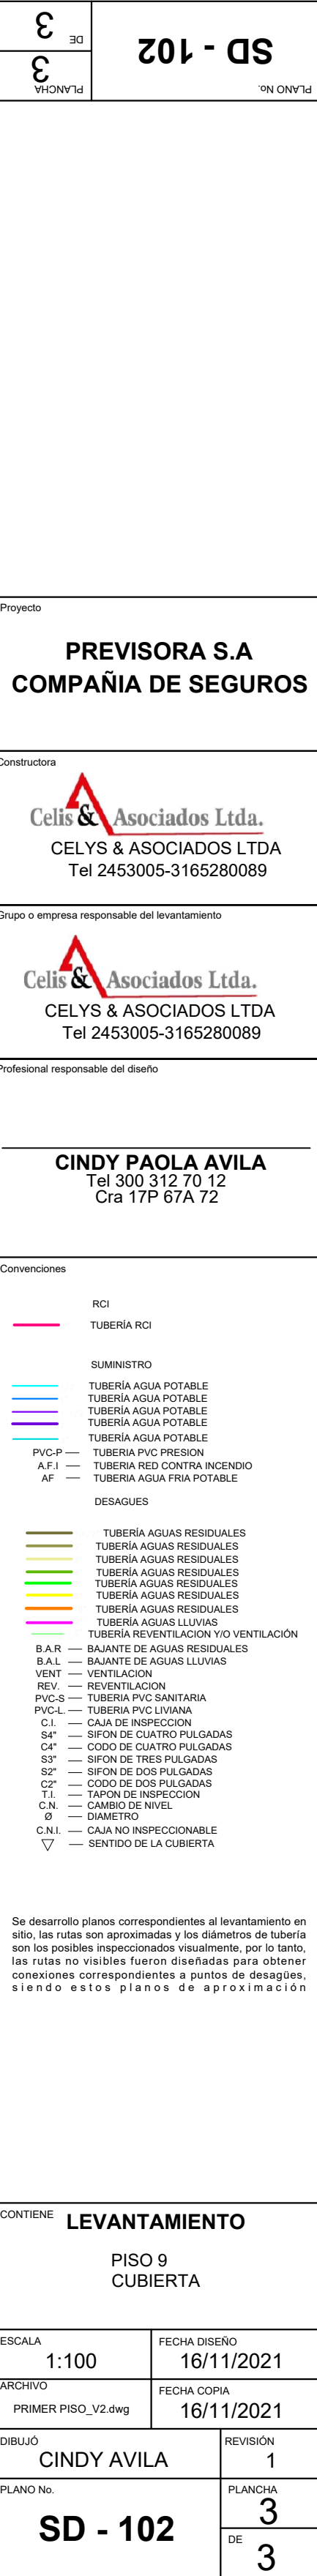 PLANO No.
SD - 102
PLANCHA
3
DE
3
Proyecto
PREVISORA S.A
COMPAÑIA DE SEGUROS
Constructora
Celis & Asociados Ltda.
CELYS & ASOCIADOS LTDA
Tel 2453005-3165280089
Grupo o empresa responsable del levantamiento
Celis & Asociados Ltda.
CELYS & ASOCIADOS LTDA
Tel 2453005-3165280089
Profesional responsable del diseño
CINDY PAOLA AVILA
Tel 300 312 70 12
Cra 17P 67A 72
Convenciones
RCI
TUBERÍA RCI
SUMINISTRO
TUBERÍA AGUA POTABLE
TUBERÍA AGUA POTABLE
TUBERÍA AGUA POTABLE
TUBERÍA AGUA POTABLE
TUBERÍA AGUA POTABLE
PVC-P — TUBERIA PVC PRESION
A.F.I — TUBERIA RED CONTRA INCENDIO
AF — TUBERIA AGUA FRIA POTABLE
DESAGUES
TUBERÍA AGUAS RESIDUALES
TUBERÍA AGUAS RESIDUALES
TUBERÍA AGUAS RESIDUALES
TUBERÍA AGUAS RESIDUALES
TUBERÍA AGUAS RESIDUALES
TUBERÍA AGUAS RESIDUALES
TUBERÍA AGUAS RESIDUALES
TUBERÍA AGUAS LLUVIAS
TUBERÍA REVENTILACION Y/O VENTILACIÓN
B.A.R — BAJANTE DE AGUAS RESIDUALES
B.A.L — BAJANTE DE AGUAS LLUVIAS
VENT — VENTILACION
REV. — REVENTILACION
PVC-S — TUBERIA PVC SANITARIA
PVC-L. — TUBERIA PVC LIVIANA
C.I. — CAJA DE INSPECCION
S4" — SIFON DE CUATRO PULGADAS
C4" — CODO DE CUATRO PULGADAS
S3" — SIFON DE TRES PULGADAS
S2" — SIFON DE DOS PULGADAS
C2" — CODO DE DOS PULGADAS
T.I. — TAPON DE INSPECCION
C.N. — CAMBIO DE NIVEL
Ø — DIAMETRO
C.N.I. — CAJA NO INSPECCIONABLE
▽ — SENTIDO DE LA CUBIERTA
Se desarrollo planos correspondientes al levantamiento en
sitio, las rutas son aproximadas y los diámetros de tubería
son los posibles inspeccionados visualmente, por lo tanto,
las rutas no visibles fueron diseñadas para obtener
conexiones correspondientes a puntos de desagües,
siendo estos planos de aproximación
CONTIENE
LEVANTAMIENTO
PISO 9
CUBIERTA
ESCALA
1:100
FECHA DISEÑO
16/11/2021
ARCHIVO
PRIMER PISO_V2.dwg
FECHA COPIA
16/11/2021
DIBUJÓ
CINDY AVILA
REVISIÓN
1
PLANO No.
SD - 102
PLANCHA
3
DE
3